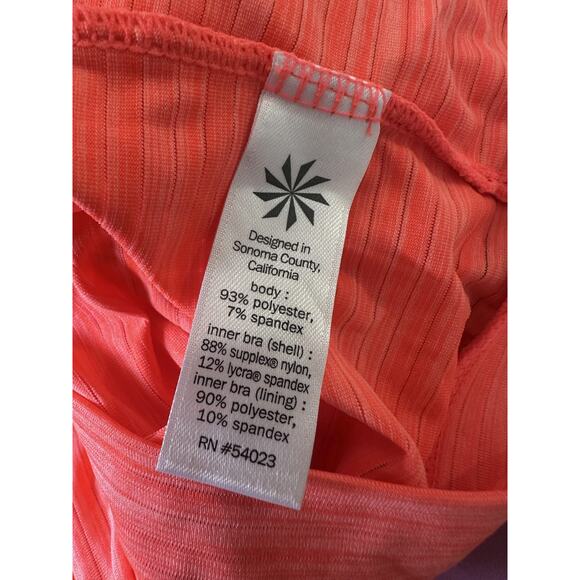 Designed in
Sonoma County,
California
body :
93% polyester,
7% spandex
inner bra (shell) :
88% supplex® nylon,
12% lycra® spandex
inner bra (lining) :
90% polyester,
10% spandex
RN #54023